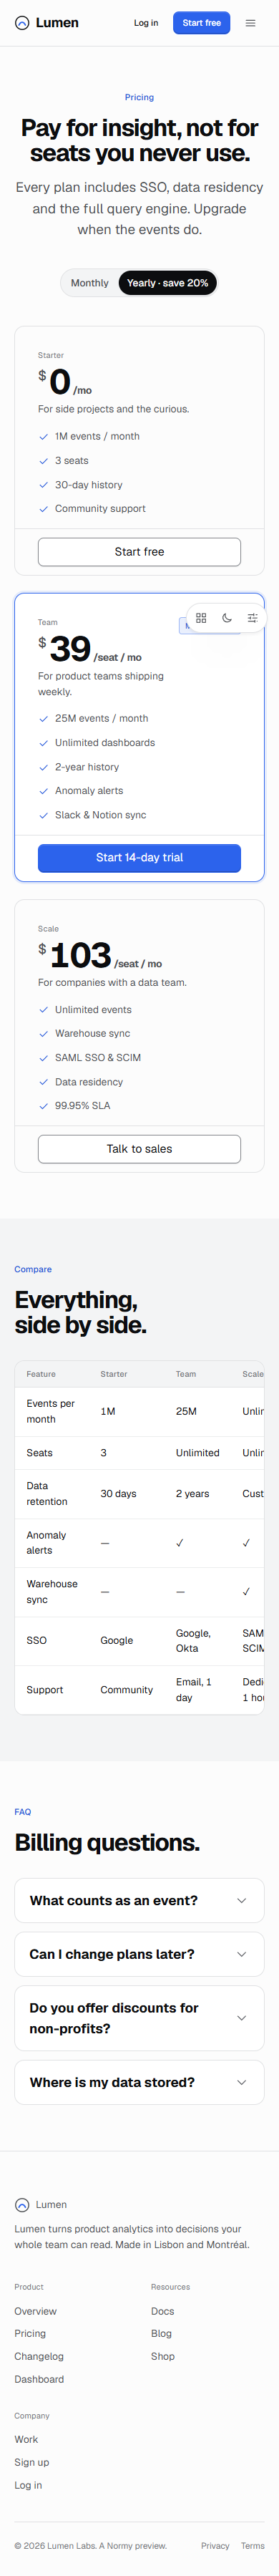 Lumen
Log in
Start free
Pricing
Pay for insight, not for
seats you never use.
Every plan includes SSO, data residency
and the full query engine. Upgrade
when the events do.
Monthly
Yearly · save 20%
Starter
$0 /mo
For side projects and the curious.
1M events / month
3 seats
30-day history
Community support
Start free
Team
$39 /seat / mo
For product teams shipping
weekly.
25M events / month
Unlimited dashboards
2-year history
Anomaly alerts
Slack & Notion sync
Start 14-day trial
Scale
$103 /seat / mo
For companies with a data team.
Unlimited events
Warehouse sync
SAML SSO & SCIM
Data residency
99.95% SLA
Talk to sales
Compare
Everything,
side by side.
Feature Starter Team Scale
Events per
month 1M 25M Unlin
Seats 3 Unlimited Unlin
Data
retention 30 days 2 years Cust
Anomaly
alerts — ✓ ✓
Warehouse
sync — — ✓
SSO Google Google,
Okta SAM
SCIM
Support Community Email, 1
day Dedi
1 hou
FAQ
Billing questions.
What counts as an event?
Can I change plans later?
Do you offer discounts for
non-profits?
Where is my data stored?
Lumen
Lumen turns product analytics into decisions your
whole team can read. Made in Lisbon and Montréal.
Product
Overview
Pricing
Changelog
Dashboard
Resources
Docs
Blog
Shop
Company
Work
Sign up
Log in
© 2026 Lumen Labs. A Normy preview.
Privacy
Terms